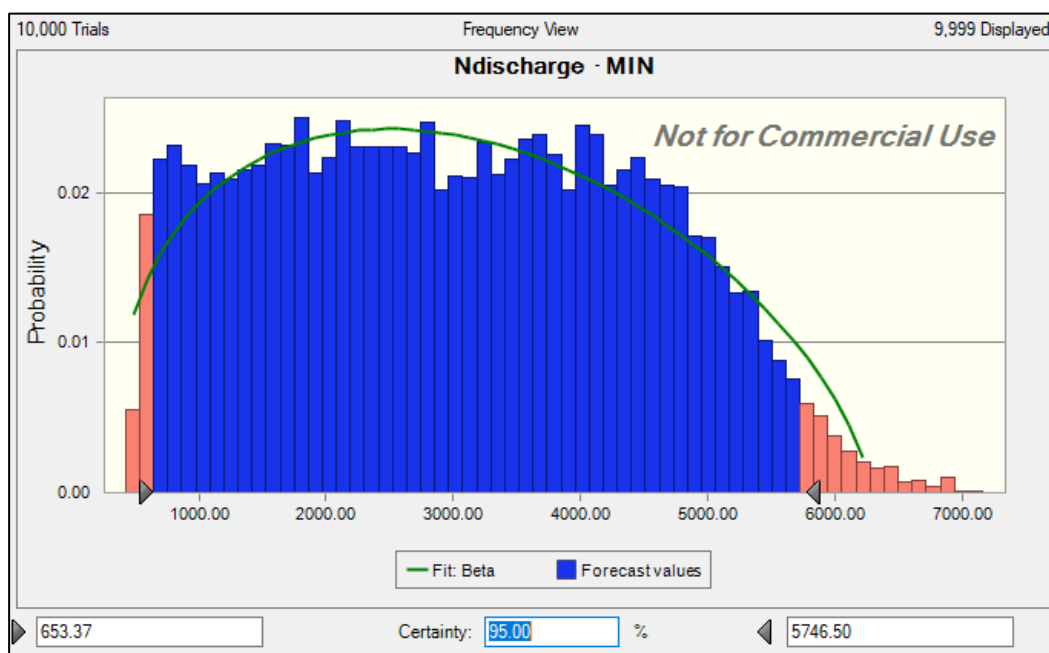 10,000 Trials Frequency View 9,999 Displayed
Ndischarge - MIN
Not for Commercial Use
Probability
0.02
0.01
0.00
1000.00 2000.00 3000.00 4000.00 5000.00 6000.00 7000.00
Fit: Beta Forecast values
653.37 Certainty: 95.00 % 5746.50